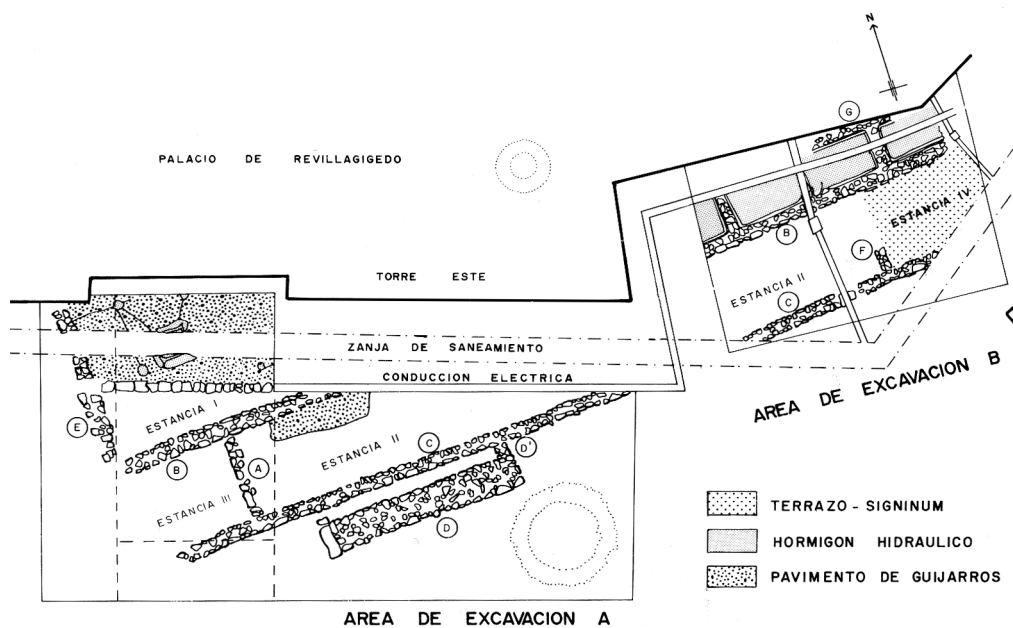 N
G
PALACIO DE REVILLAGIGEDO
ESTANCIA IV
B
F
TORRE ESTE
ESTANCIA II
C
ZANJA DE SANEAMIENTO
CONDUCCION ELECTRICA
AREA DE EXCAVACION B
E
ESTANCIA I
B
A
ESTANCIA II
C
D'
ESTANCIA III
D
TERRAZO - SIGNINUM
HORMIGON HIDRAULICO
PAVIMENTO DE GUIJARROS
AREA DE EXCAVACION A